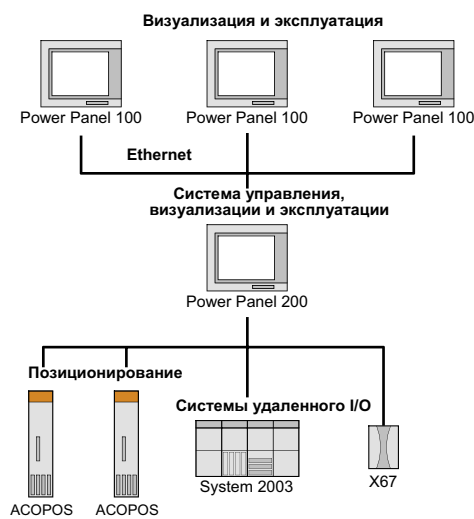 Визуализация и эксплуатация
Power Panel 100
Power Panel 100
Power Panel 100
Ethernet
Система управления,
визуализации и эксплуатации
Power Panel 200
Позиционирование
Системы удаленного I/O
System 2003
X67
ACOPOS
ACOPOS